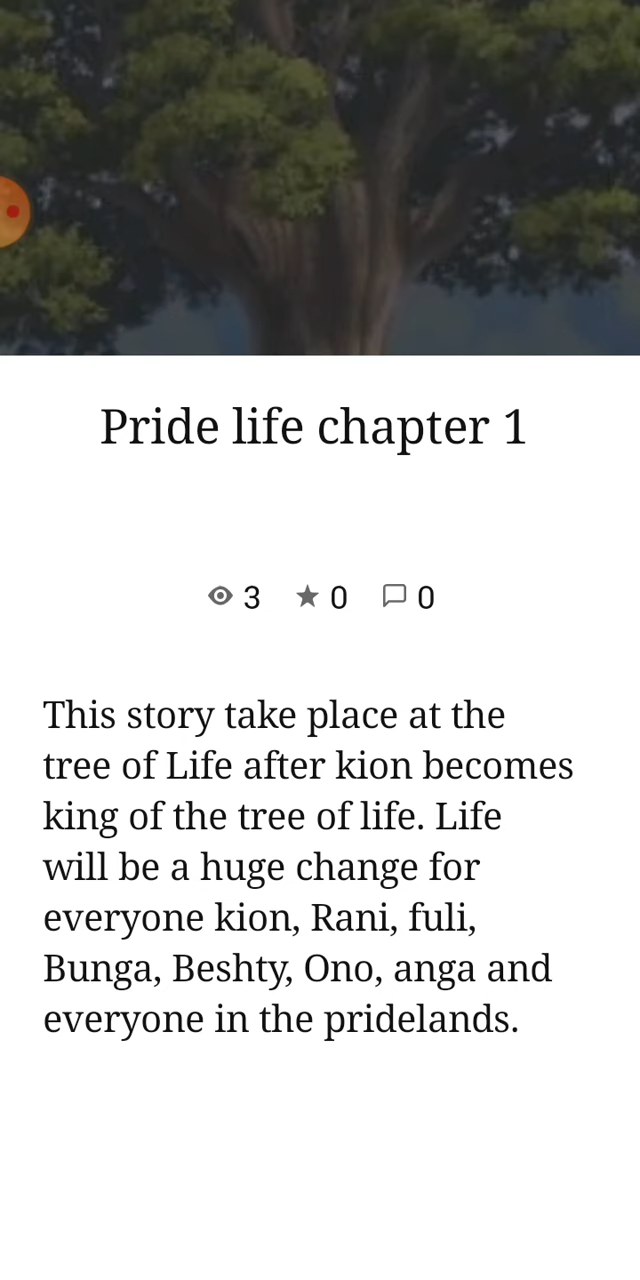 Pride life chapter 1
3 0 0
This story take place at the
tree of Life after kion becomes
king of the tree of life. Life
will be a huge change for
everyone kion, Rani, fuli,
Bunga, Beshty, Ono, anga and
everyone in the pridelands.